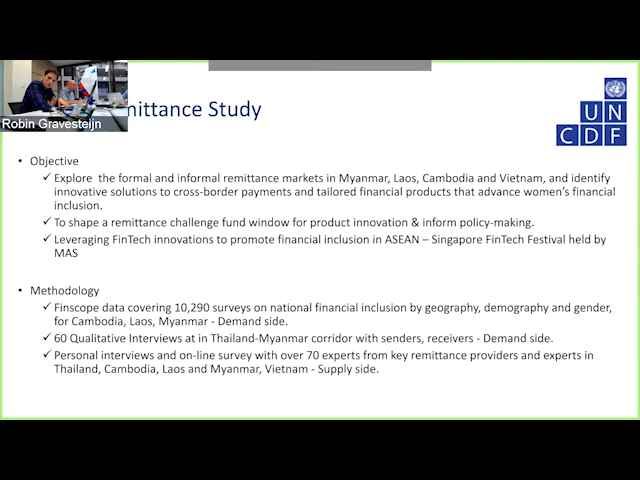 mittance Study
Robin Gravesteijn
UN
CDF
• Objective
✓ Explore the formal and informal remittance markets in Myanmar, Laos, Cambodia and Vietnam, and identify
innovative solutions to cross-border payments and tailored financial products that advance women's financial
inclusion.
✓ To shape a remittance challenge fund window for product innovation & inform policy-making.
✓ Leveraging FinTech innovations to promote financial inclusion in ASEAN – Singapore FinTech Festival held by
MAS
• Methodology
✓ Finscope data covering 10,290 surveys on national financial inclusion by geography, demography and gender,
for Cambodia, Laos, Myanmar - Demand side.
✓ 60 Qualitative Interviews at in Thailand-Myanmar corridor with senders, receivers - Demand side.
✓ Personal interviews and on-line survey with over 70 experts from key remittance providers and experts in
Thailand, Cambodia, Laos and Myanmar, Vietnam - Supply side.